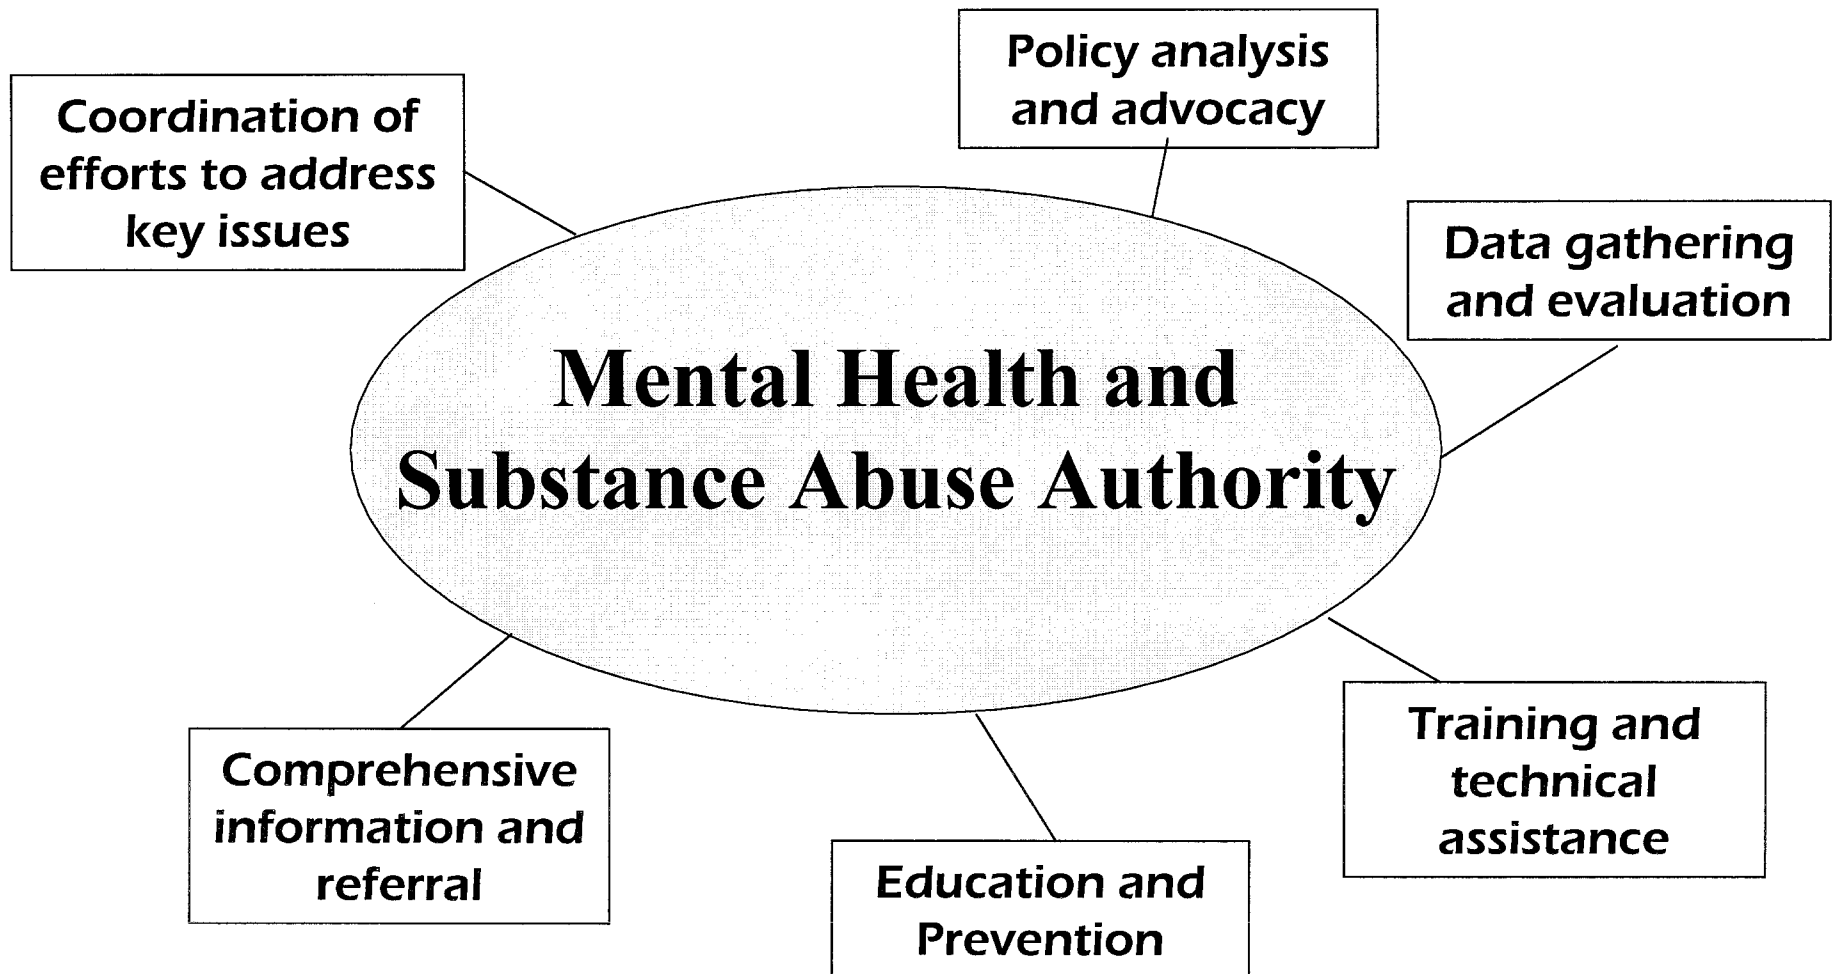 Policy analysis
and advocacy
Coordination of
efforts to address
key issues
Data gathering
and evaluation
Mental Health and
Substance Abuse Authority
Training and
technical
assistance
Comprehensive
information and
referral
Education and
Prevention